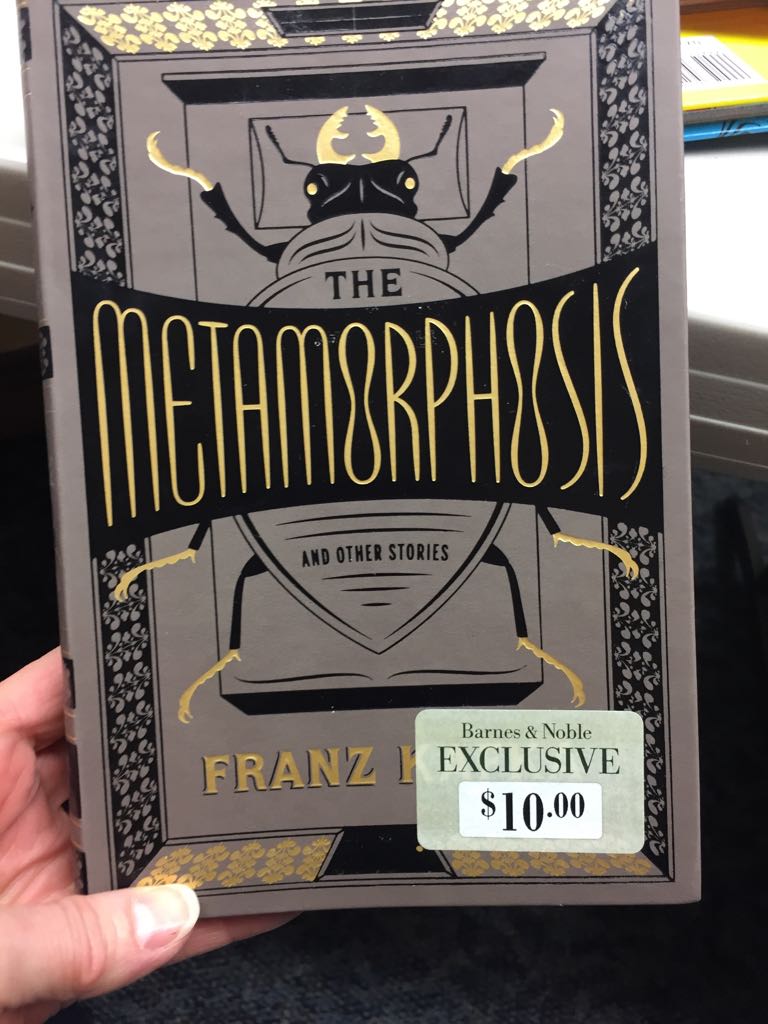 THE
METAMORPHOSIS
AND OTHER STORIES
FRANZ K
Barnes & Noble
EXCLUSIVE
$10.00